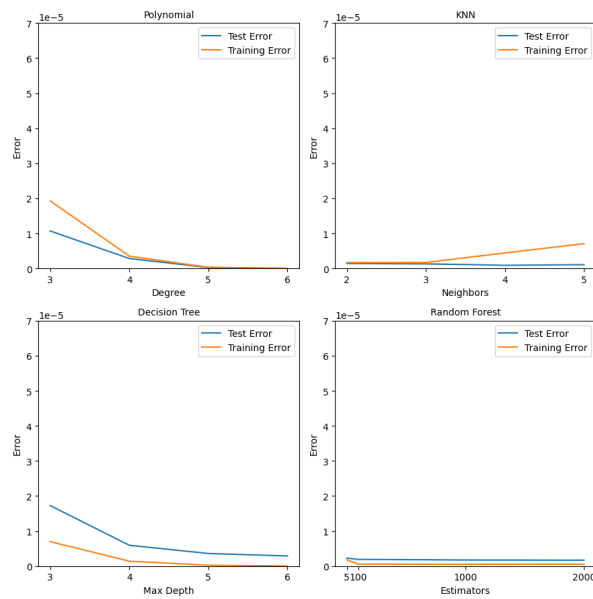 Polynomial
1e−5
7
6
5
4
3
2
1
0
Error
3 4 5 6
Degree
Test Error
Training Error
KNN
1e−5
7
6
5
4
3
2
1
0
Error
2 3 4 5
Neighbors
Test Error
Training Error
Decision Tree
1e−5
7
6
5
4
3
2
1
0
Error
3 4 5 6
Max Depth
Test Error
Training Error
Random Forest
1e−5
7
6
5
4
3
2
1
0
Error
5100 1000 2000
Estimators
Test Error
Training Error